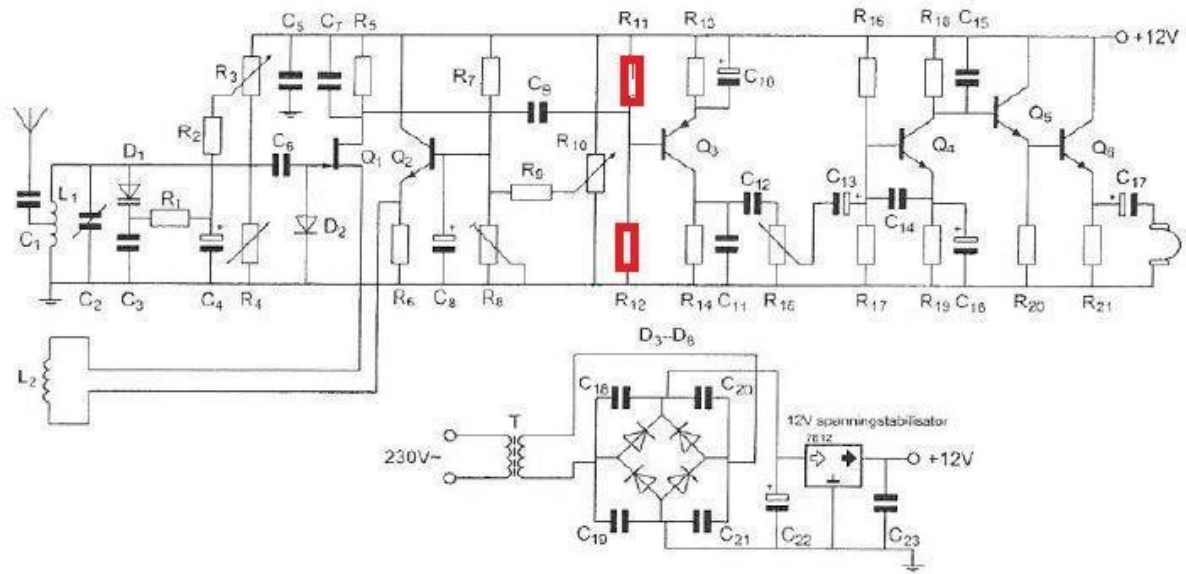 C5 C7 R5 R11 R13 R16 R18 C15
+12V
R3 R7 C9 C10
R2 R10 Q5
D1 C6 Q1 Q2 Q3 Q4 Q6
R9 C12 C13 C17
L1 R1
C1 D2 C14
C2 C3 C4 R4 R6 C8 R8 R12 R14 C11 R15 R17 R19 C16 R20 R21
D3--D6
L2
C18 C20
T 12V spanningstabilisator
7812
230V~ +12V
C19 C21 C22 C23